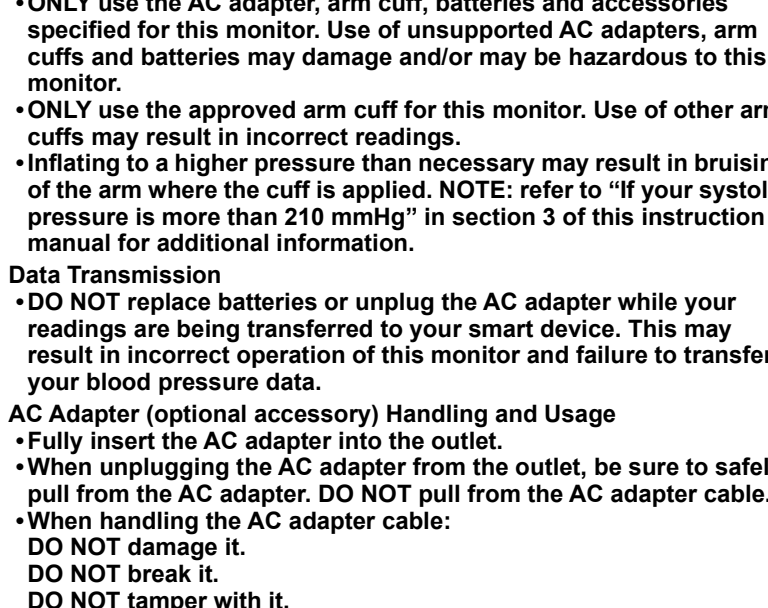 •ONLY use the AC adapter, arm cuff, batteries and accessories
specified for this monitor. Use of unsupported AC adapters, arm
cuffs and batteries may damage and/or may be hazardous to this
monitor.
•ONLY use the approved arm cuff for this monitor. Use of other
cuffs may result in incorrect readings.
•Inflating to a higher pressure than necessary may result in
of the arm where the cuff is applied. NOTE: refer to “If your
pressure is more than 210 mmHg” in section 3 of this instruction
manual for additional information.
Data Transmission
•DO NOT replace batteries or unplug the AC adapter while your
readings are being transferred to your smart device. This may
result in incorrect operation of this monitor and failure to transfer
your blood pressure data.
AC Adapter (optional accessory) Handling and Usage
•Fully insert the AC adapter into the outlet.
•When unplugging the AC adapter from the outlet, be sure to
pull from the AC adapter. DO NOT pull from the AC adapter cable.
•When handling the AC adapter cable:
DO NOT damage it.
DO NOT break it.
DO NOT tamper with it.